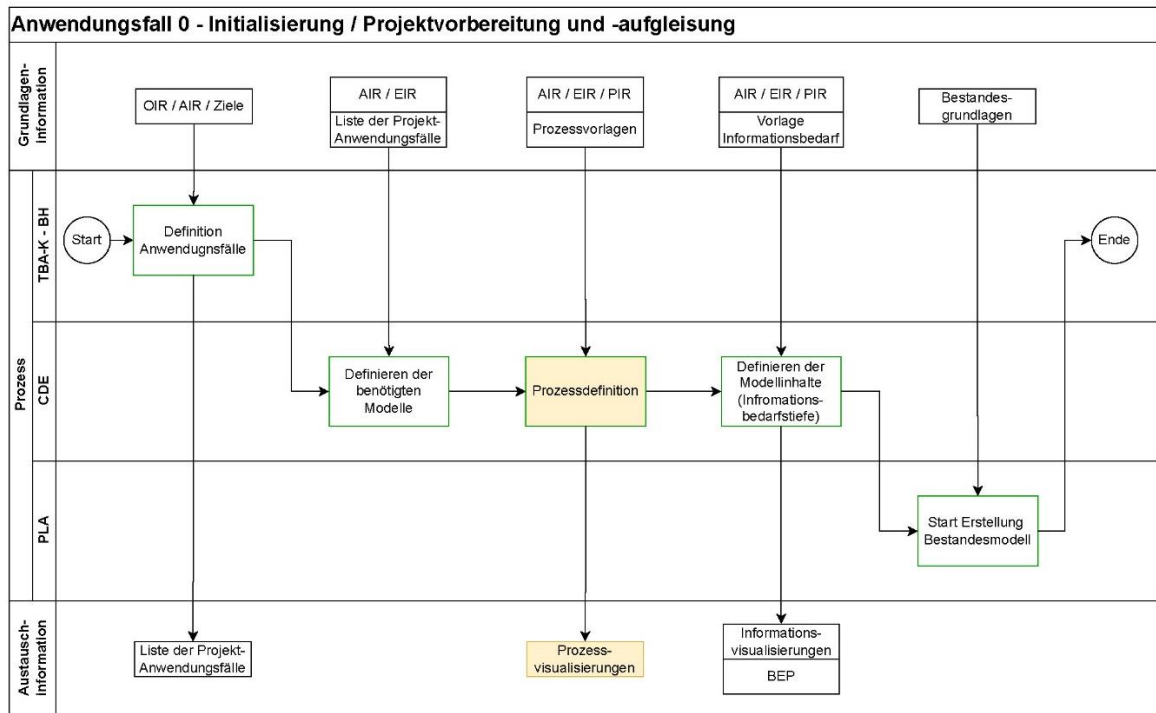 Anwendungsfall 0 - Initialisierung / Projektvorbereitung und -aufgleisung
Grundlagen-
information
OIR / AIR / Ziele
AIR / EIR
Liste der Projekt-
Anwendungsfälle
AIR / EIR / PIR
Prozessvorlagen
AIR / EIR / PIR
Vorlage
Informationsbedarf
Bestandes-
grundlagen
Prozess
TBA-K - BH
Start
Definition
Anwendugnsfälle
Ende
CDE
Definieren der
benötigten
Modelle
Prozessdefinition
Definieren der
Modellinhalte
(Infromations-
bedarfstiefe)
PLA
Start Erstellung
Bestandesmodell
Austausch-
information
Liste der Projekt-
Anwendungsfälle
Prozess-
visualisierungen
Informations-
visualisierungen
BEP